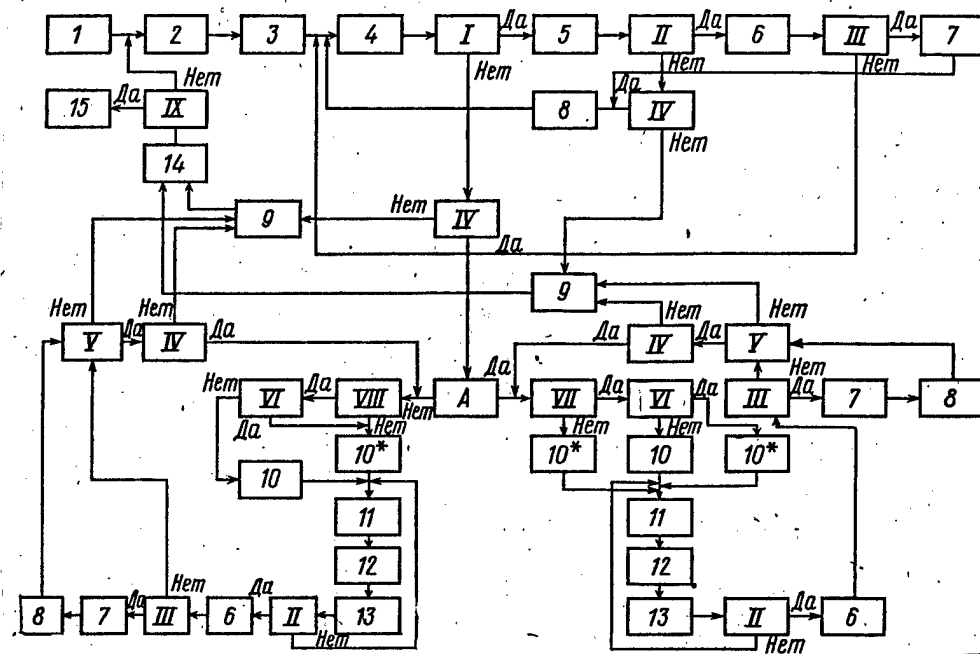 1 2 3 4 I Да 5 II Да 6 III Да 7
Нет Нет Нет
15 Да IX Нет 8 Да IV
14 Нет
9 Нет IV
Да
9
Нет Нет Нет Нет
V Да IV Да Да IV Да V
Нет VI Да VIII Нет A Да VII Да VI Да III Нет Да 7 8
Да Нет Нет Нет
10 10* 10* 10 10*
11 11
12 12
8 7 Да III Нет 6 Да II 13 13 II Да 6
Нет Нет